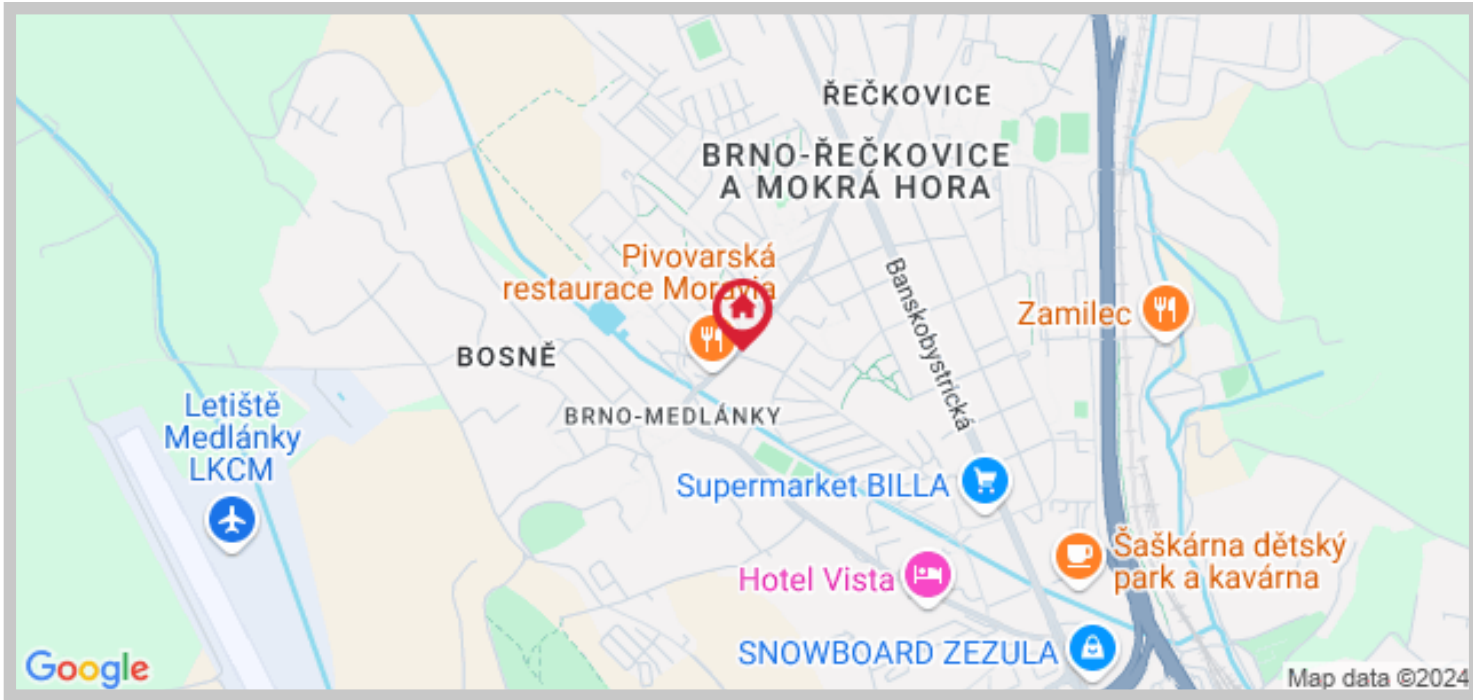 ŘEČKOVICE
BRNO-ŘEČKOVICE
A MOKRÁ HORA
Pivovarská
restaurace Moravia
Banskobystrická
Zamilec
BOSNĚ
Letiště
Medlánky
LKCM
BRNO-MEDLÁNKY
Supermarket BILLA
Šaškárna dětský
park a kavárna
Hotel Vista
SNOWBOARD ZEZULA
Google
Map data ©2024